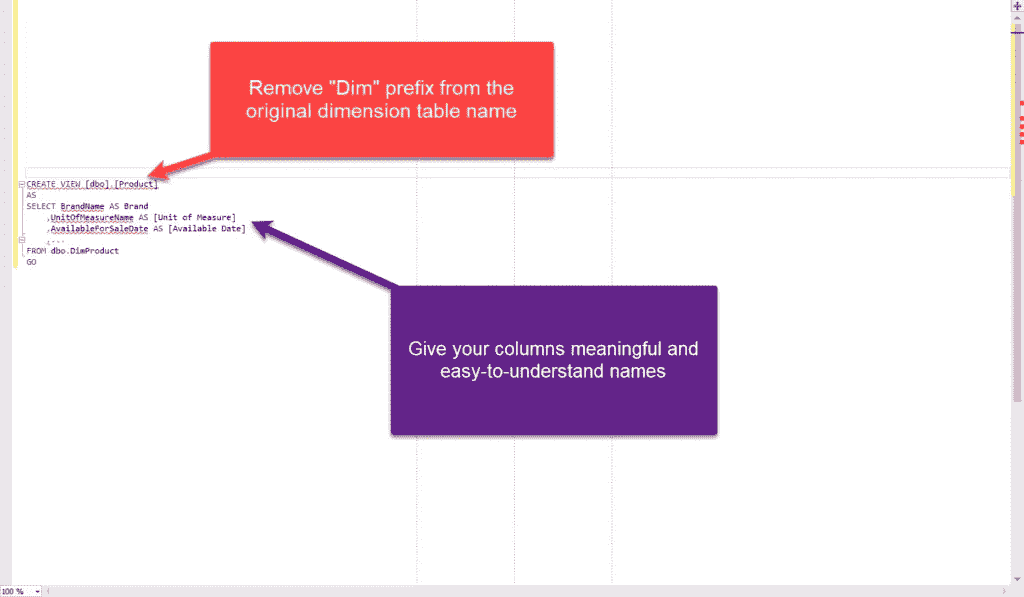 Remove "Dim" prefix from the
original dimension table name
CREATE VIEW [dbo].[Product]
AS
SELECT BrandName AS Brand
,UnitOfMeasureName AS [Unit of Measure]
,AvailableForSaleDate AS [Available Date]
,...
FROM dbo.DimProduct
GO
Give your columns meaningful and
easy-to-understand names
100 %